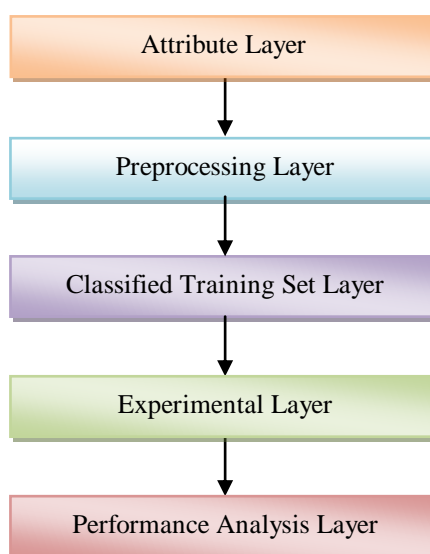 Attribute Layer
Preprocessing Layer
Classified Training Set Layer
Experimental Layer
Performance Analysis Layer